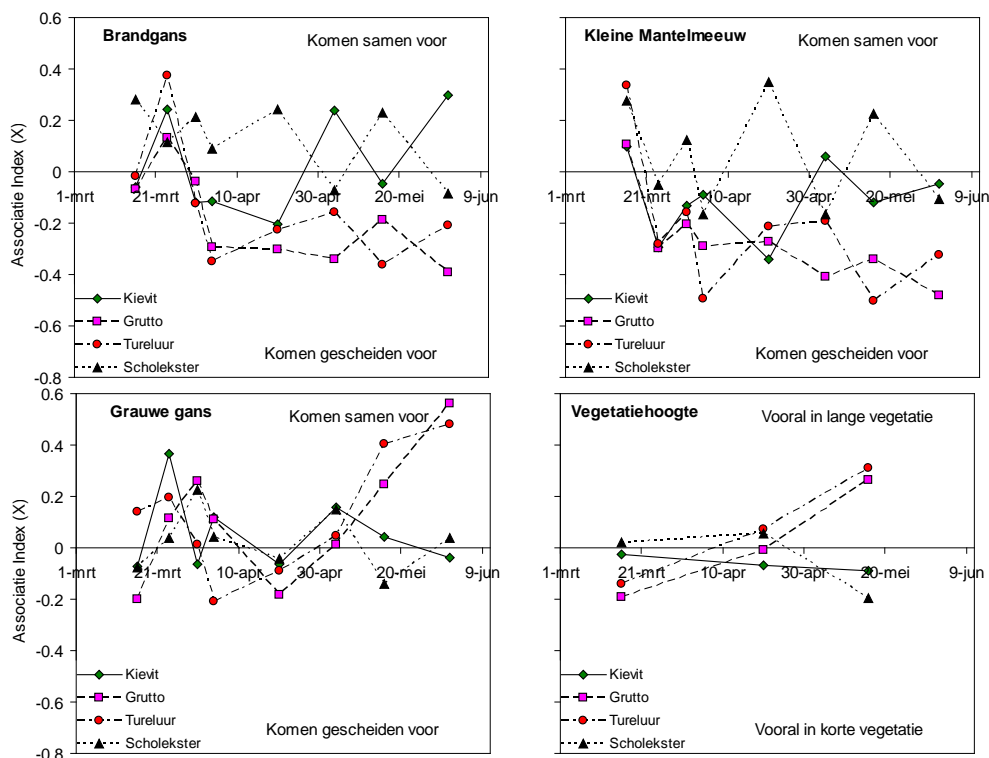 Brandgans
Komen samen voor
0.6
0.4
0.2
0
-0.2
-0.4
-0.6
-0.8
Associatie Index (X)
1-mrt 21-mrt 10-apr 30-apr 20-mei 9-jun
Kievit
Grutto
Tureluur
Scholekster
Komen gescheiden voor
Kleine Mantelmeeuw
Komen samen voor
1-mrt 21-mrt 10-apr 30-apr 20-mei 9-jun
Kievit
Grutto
Tureluur
Scholekster
Komen gescheiden voor
Grauwe gans
Komen samen voor
0.6
0.4
0.2
0
-0.2
-0.4
-0.6
-0.8
Associatie Index (X)
1-mrt 21-mrt 10-apr 30-apr 20-mei 9-jun
Kievit
Grutto
Tureluur
Scholekster
Komen gescheiden voor
Vegetatiehoogte
Vooral in lange vegetatie
1-mrt 21-mrt 10-apr 30-apr 20-mei 9-jun
Kievit
Grutto
Tureluur
Scholekster
Vooral in korte vegetatie